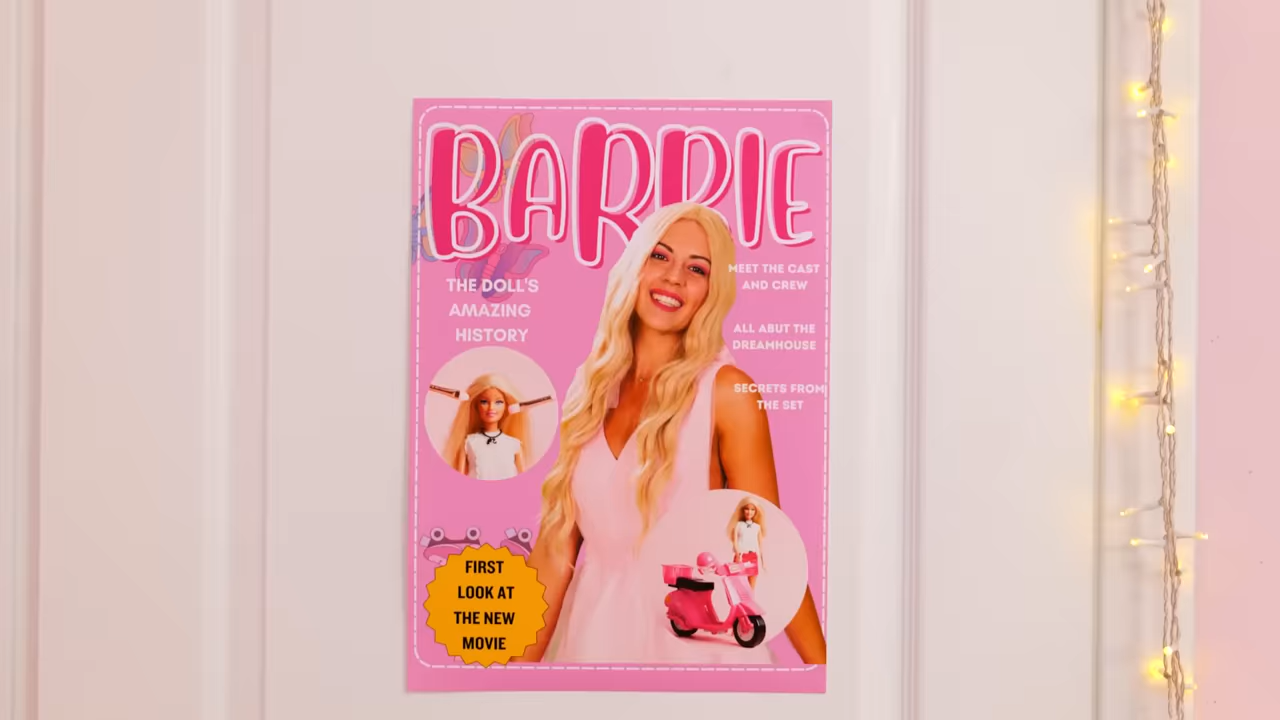 BARBIE
THE DOLL'S
AMAZING
HISTORY
MEET THE CAST
AND CREW
ALL ABUT THE
DREAMHOUSE
SECRETS FROM
THE SET
FIRST
LOOK AT
THE NEW
MOVIE